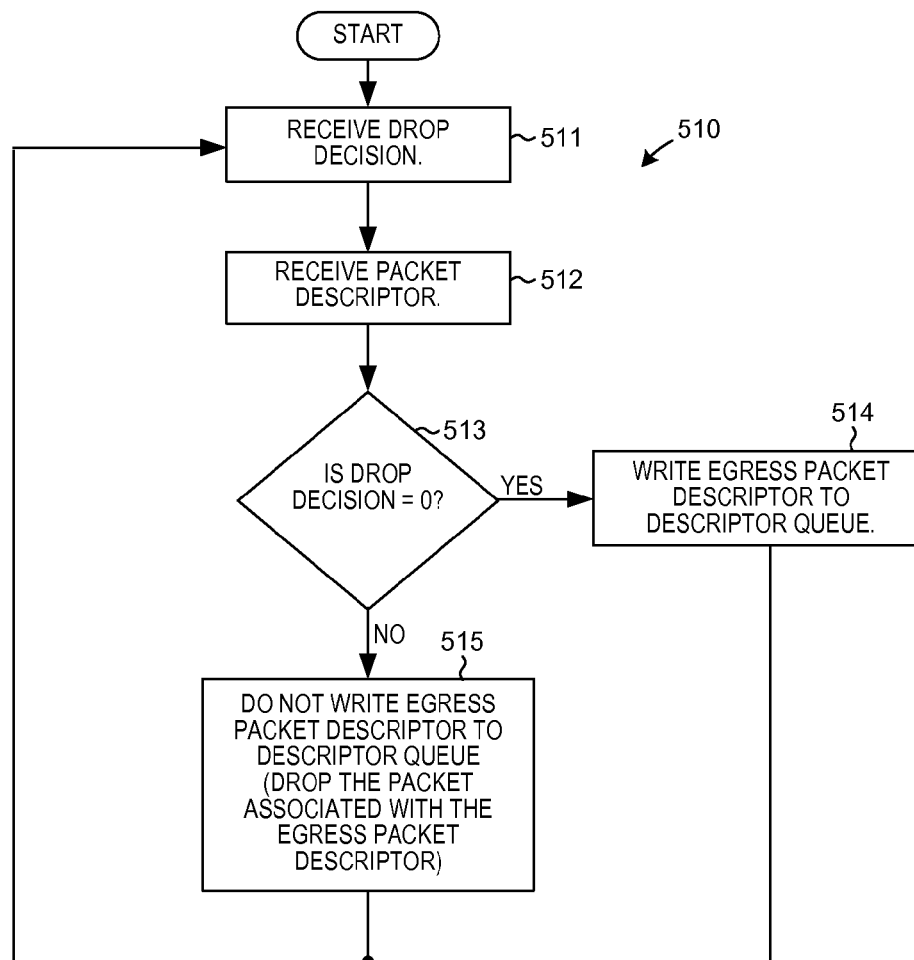 START
RECEIVE DROP
DECISION.
511
510
RECEIVE PACKET
DESCRIPTOR.
512
513
IS DROP
DECISION = 0?
YES
514
WRITE EGRESS PACKET
DESCRIPTOR TO
DESCRIPTOR QUEUE.
NO
515
DO NOT WRITE EGRESS
PACKET DESCRIPTOR TO
DESCRIPTOR QUEUE
(DROP THE PACKET
ASSOCIATED WITH THE
EGRESS PACKET
DESCRIPTOR)